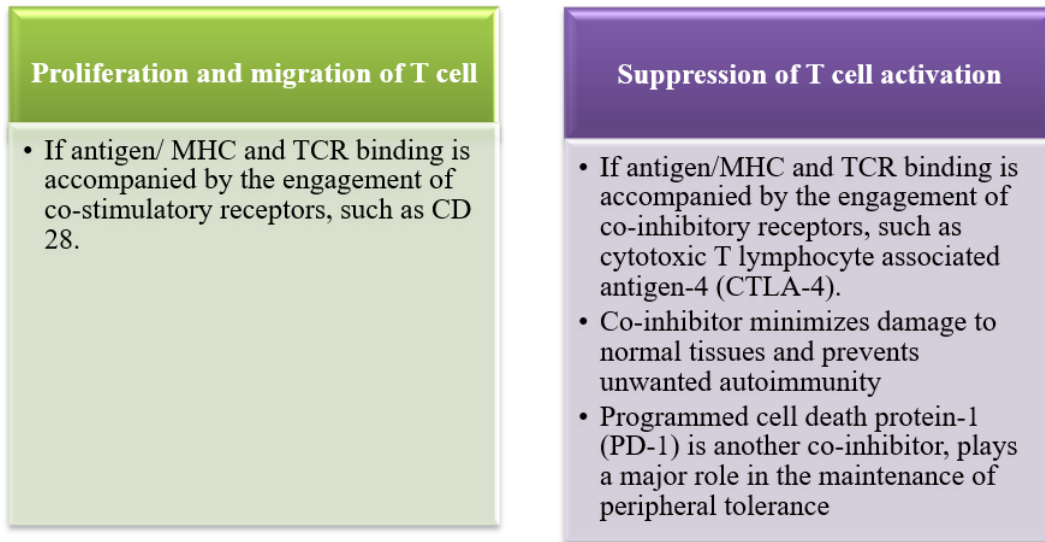 Proliferation and migration of T cell
• If antigen/ MHC and TCR binding is
accompanied by the engagement of
co-stimulatory receptors, such as CD
28.
Suppression of T cell activation
• If antigen/MHC and TCR binding is
accompanied by the engagement of
co-inhibitory receptors, such as
cytotoxic T lymphocyte associated
antigen-4 (CTLA-4).
• Co-inhibitor minimizes damage to
normal tissues and prevents
unwanted autoimmunity
• Programmed cell death protein-1
(PD-1) is another co-inhibitor, plays
a major role in the maintenance of
peripheral tolerance